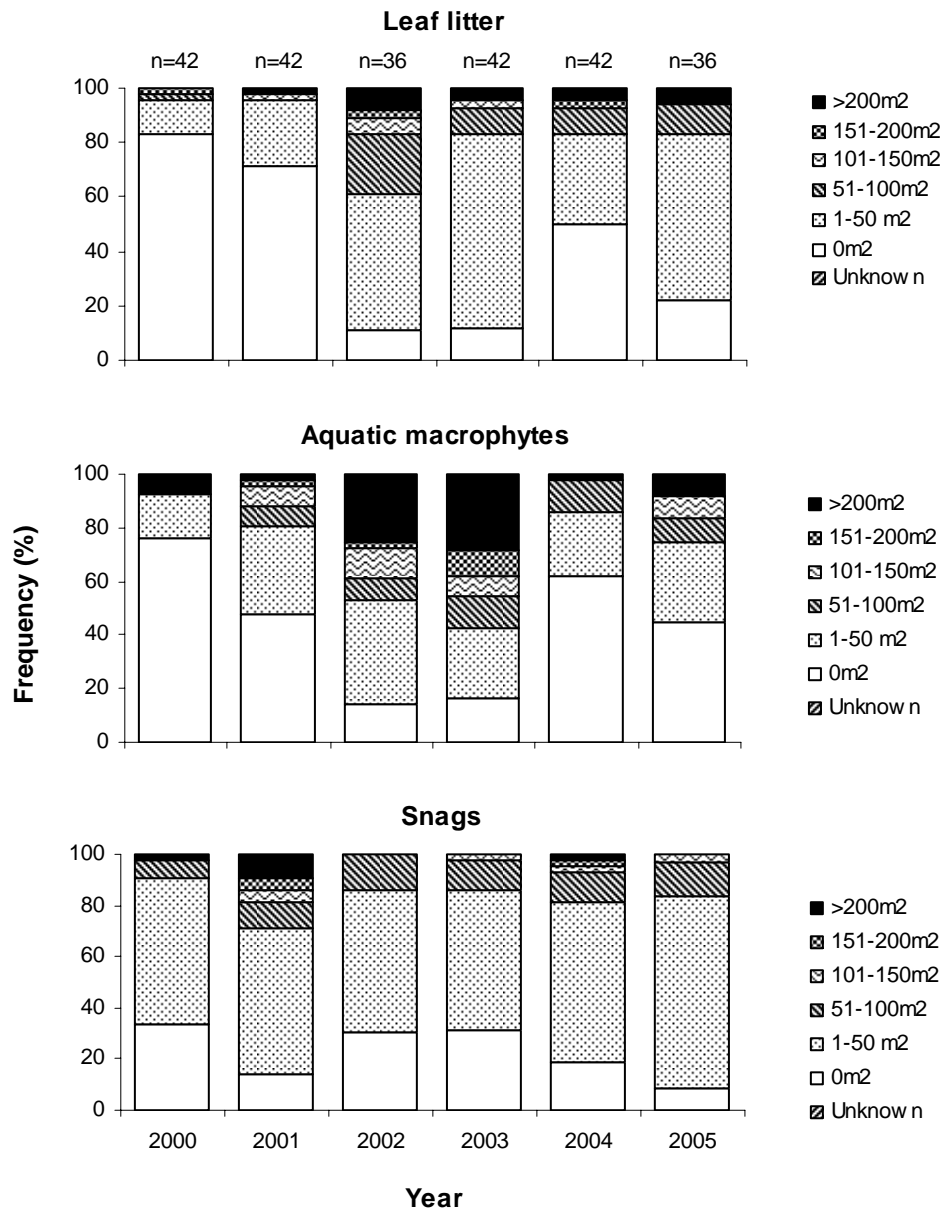 Leaf litter
n=42 n=42 n=36 n=42 n=42 n=36
100
80
60
40
20
0
>200m2
151-200m2
101-150m2
51-100m2
1-50 m2
0m2
Unknow n
Aquatic macrophytes
Frequency (%)
100
80
60
40
20
0
>200m2
151-200m2
101-150m2
51-100m2
1-50 m2
0m2
Unknow n
Snags
100
80
60
40
20
0
>200m2
151-200m2
101-150m2
51-100m2
1-50 m2
0m2
Unknow n
2000 2001 2002 2003 2004 2005
Year